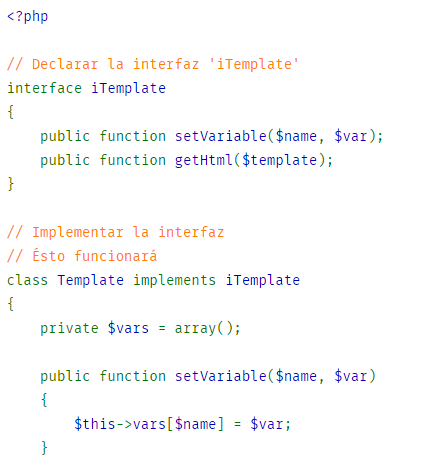 <?php
// Declarar la interfaz 'iTemplate'
interface iTemplate
{
    public function setVariable($name, $var);
    public function getHtml($template);
}
// Implementar la interfaz
// Ésto funcionará
class Template implements iTemplate
{
    private $vars = array();
    public function setVariable($name, $var)
    {
        $this->vars[$name] = $var;
    }